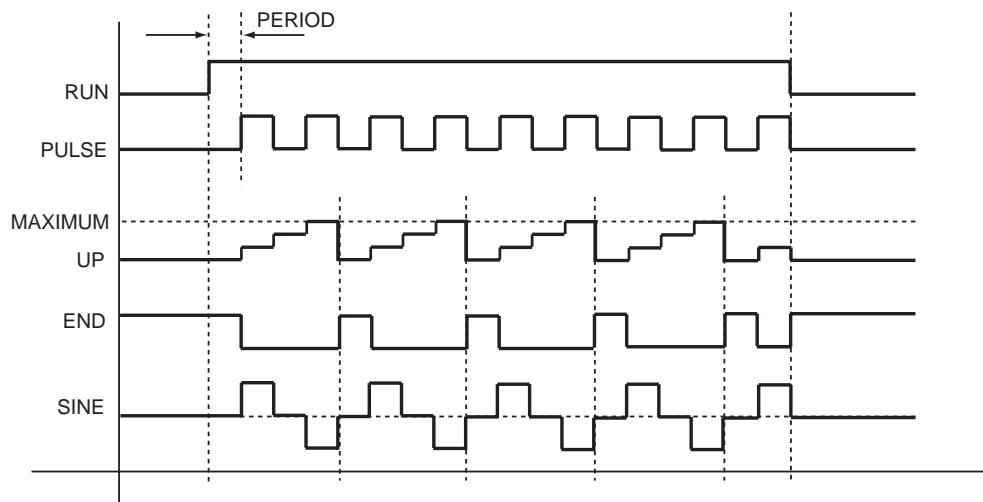 PERIOD
RUN
PULSE
MAXIMUM
UP
END
SINE